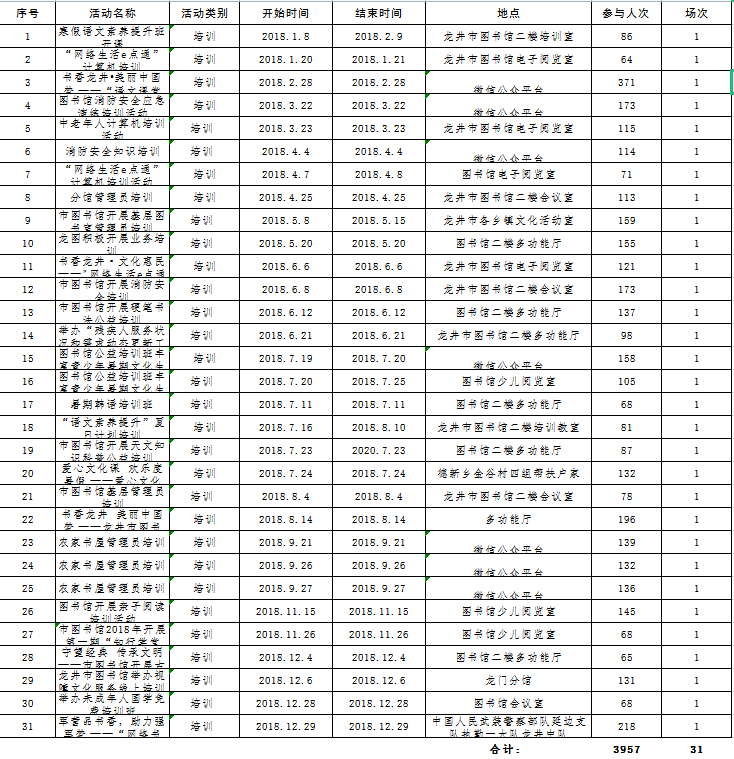 序号 活动名称 活动类别 开始时间 结束时间 地点 参与人次 场次
1 寒假语文素养提升班开课 培训 2018.1.8 2018.2.9 龙井市图书馆二楼培训室 86 1
2 “网络生活e点通”计算机培训 培训 2018.1.20 2018.1.21 龙井市图书馆电子阅览室 64 1
3 书香龙井•美丽中国梦——“语文课堂 培训 2018.2.28 2018.2.28 微信公众平台 371 1
4 图书馆消防安全应急演练培训活动 培训 2018.3.22 2018.3.22 微信公众平台 173 1
5 中老年人计算机培训活动 培训 2018.3.23 2018.3.23 龙井市图书馆电子阅览室 115 1
6 消防安全知识培训 培训 2018.4.4 2018.4.4 微信公众平台 114 1
7 “网络生活e点通”计算机培训活动 培训 2018.4.7 2018.4.8 图书馆电子阅览室 71 1
8 分馆管理员培训 培训 2018.4.25 2018.4.25 龙井市图书馆二楼会议室 113 1
9 市图书馆开展基层图书室管理员培训 培训 2018.5.8 2018.5.15 龙井市各乡镇文化活动室 159 1
10 龙图积极开展业务培训 培训 2018.5.20 2018.5.20 图书馆二楼多功能厅 155 1
11 书香龙井·文化惠民——"网络生活e点通 培训 2018.6.6 2018.6.6 龙井市图书馆电子阅览室 121 1
12 市图书馆开展消防安全培训 培训 2018.6.8 2018.6.8 龙井市图书馆二楼会议室 173 1
13 市图书馆开展硬笔书法公益培训 培训 2018.6.12 2018.6.12 图书馆二楼多功能厅 137 1
14 举办“残疾人服务状况和需求动态更新工 培训 2018.6.21 2018.6.21 龙井市图书馆二楼多功能厅 98 1
15 图书馆公益培训班丰富青少年暑期文化生 培训 2018.7.19 2018.7.20 微信公众平台 158 1
16 图书馆公益培训班丰富青少年暑期文化生 培训 2018.7.20 2018.7.25 图书馆少儿阅览室 105 1
17 暑期韩语培训班 培训 2018.7.11 2018.7.11 图书馆二楼多功能厅 68 1
18 “语文素养提升”夏日计划培训 培训 2018.7.16 2018.8.10 龙井市图书馆二楼培训教室 81 1
19 市图书馆开展天文知识科普公益培训 培训 2018.7.23 2020.7.23 图书馆二楼多功能厅 87 1
20 爱心文化课 欢乐度暑假——爱心文化 培训 2018.7.24 2018.7.24 德新乡金谷村四组帮扶户家 132 1
21 市图书馆基层管理员培训 培训 2018.8.4 2018.8.4 龙井市图书馆二楼会议室 78 1
22 书香龙井 美丽中国梦——龙井市图书 培训 2018.8.14 2018.8.14 多功能厅 196 1
23 农家书屋管理员培训 培训 2018.9.21 2018.9.21 微信公众平台 139 1
24 农家书屋管理员培训 培训 2018.9.26 2018.9.26 微信公众平台 132 1
25 农家书屋管理员培训 培训 2018.9.27 2018.9.27 微信公众平台 136 1
26 图书馆开展亲子阅读培训活动 培训 2018.11.15 2018.11.15 图书馆少儿阅览室 145 1
27 市图书馆2018年开展第一期“知行学堂 培训 2018.11.26 2018.11.26 图书馆少儿阅览室 68 1
28 守望经典 传承文明——市图书馆开展古 培训 2018.12.4 2018.12.4 图书馆二楼多功能厅 65 1
29 龙井市图书馆举办视障文化服务线上培训 培训 2018.12.6 2018.12.6 龙门分馆 131 1
30 举办未成年人国学免费培训班 培训 2018.12.28 2018.12.28 图书馆会议室 68 1
31 军营品书香，助力强军梦——“网络书 培训 2018.12.29 2018.12.29 中国人民武装警察部队延边支队执勤一大队龙井中队 218 1
合计： 3957 31